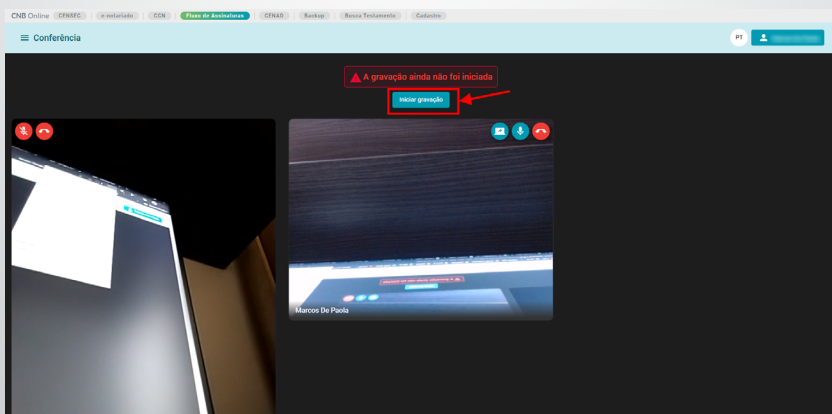 CNB Online CENSEC e-notariado CCN Fluxo de Assinaturas CENAD Backup Busca Testamento Cadastro
Conferência
PT
A gravação ainda não foi iniciada
Iniciar gravação
Marcos De Paola